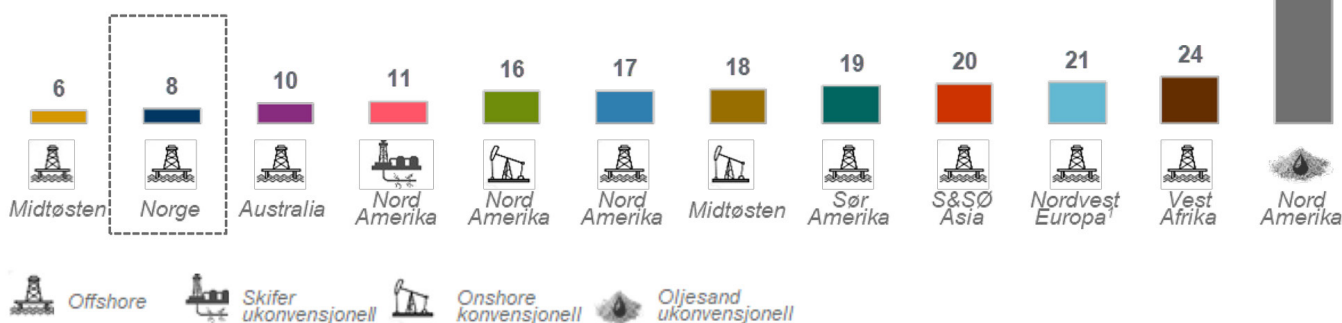 6 8 10 11 16 17 18 19 20 21 24
Midtøsten Norge Australia Nord Amerika Nord Amerika Nord Amerika Midtøsten Sør Amerika S&SØ Asia Nordvest Europa¹ Vest Afrika Nord Amerika
Offshore
Skifer
ukonvensjonell
Onshore
konvensjonell
Oljesand
ukonvensjonell